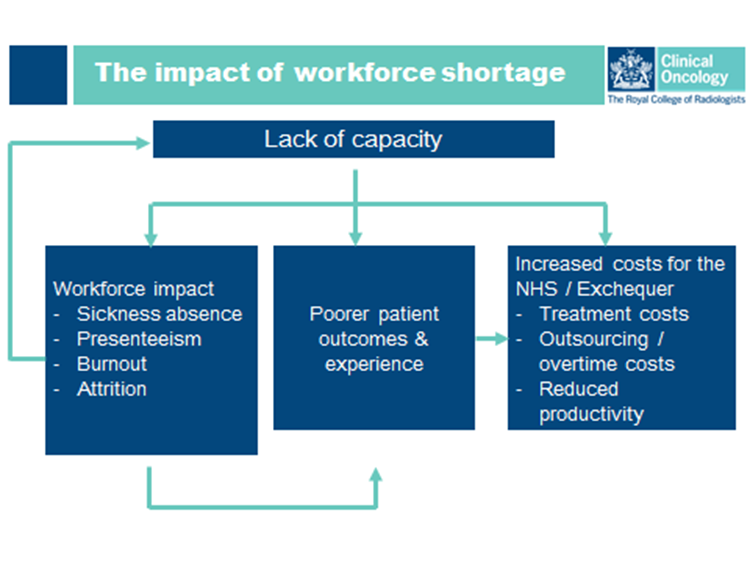 The impact of workforce shortage
Clinical
Oncology
The Royal College of Radiologists
Lack of capacity
Workforce impact
- Sickness absence
- Presenteeism
- Burnout
- Attrition
Poorer patient
outcomes &
experience
Increased costs for the
NHS / Exchequer
- Treatment costs
- Outsourcing /
overtime costs
- Reduced
productivity